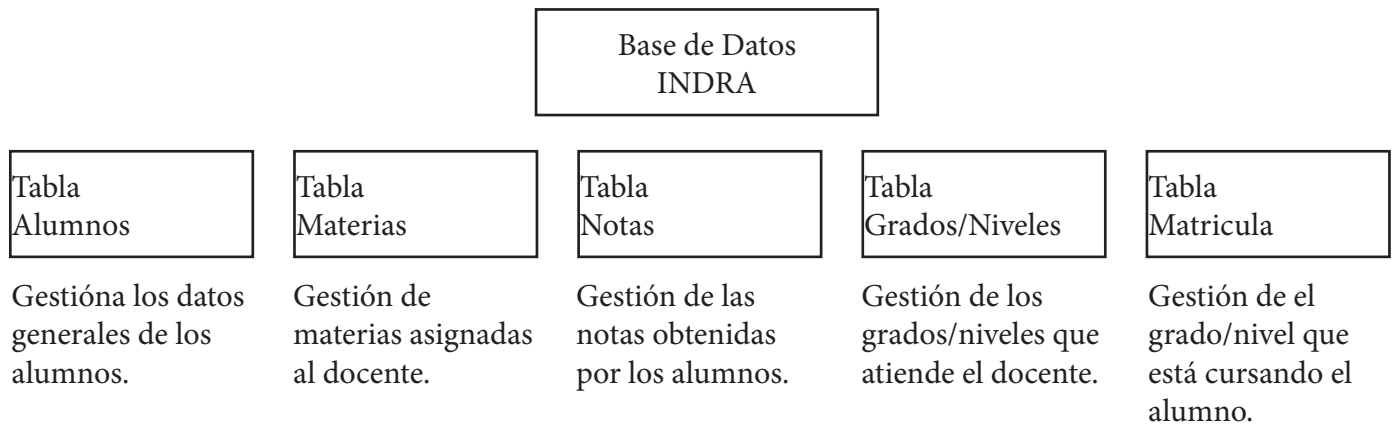 Base de Datos
INDRA
Tabla
Alumnos
Tabla
Materias
Tabla
Notas
Tabla
Grados/Niveles
Tabla
Matricula
Gestióna los datos
generales de los
alumnos.
Gestión de
materias asignadas
al docente.
Gestión de las
notas obtenidas
por los alumnos.
Gestión de los
grados/niveles que
atiende el docente.
Gestión de el
grado/nivel que
está cursando el
alumno.